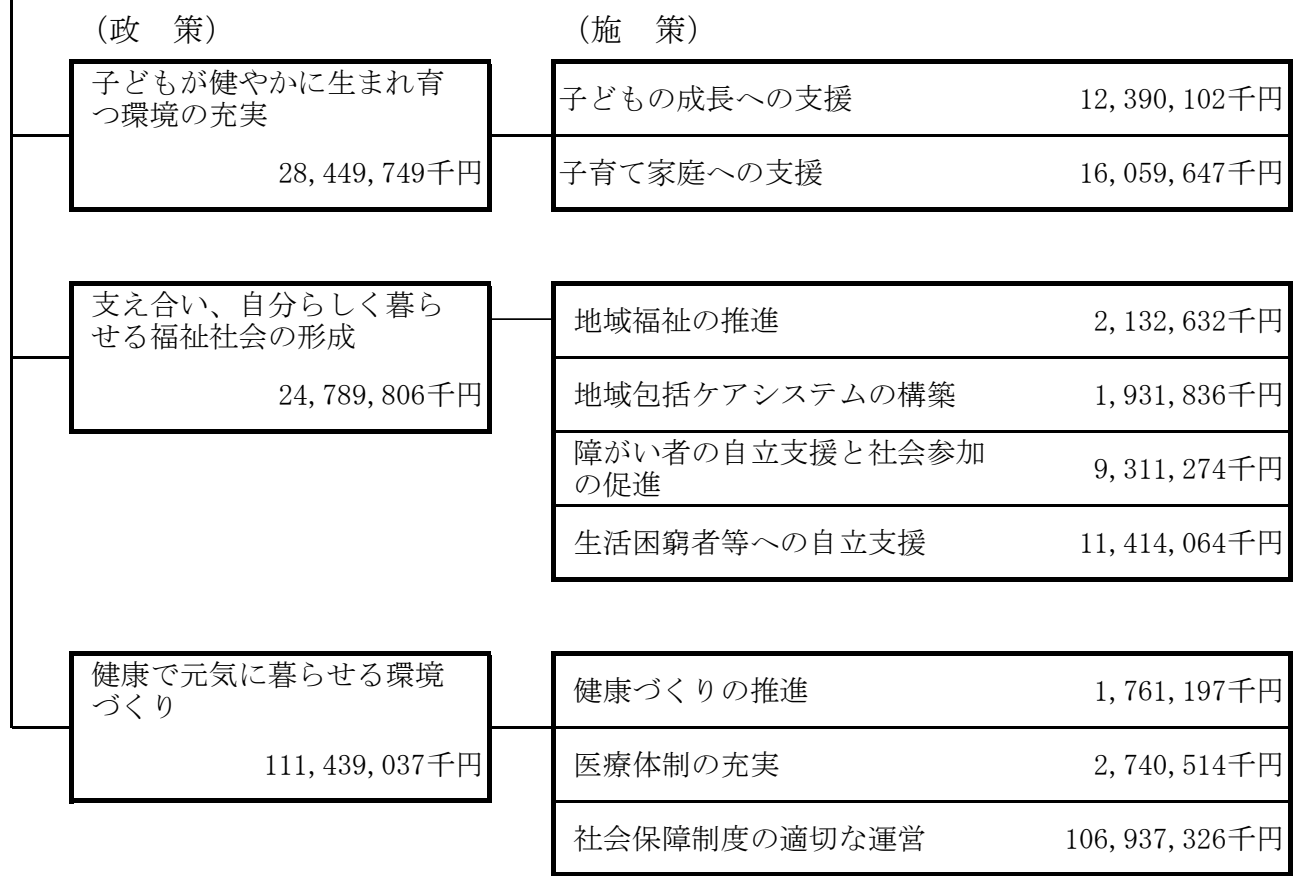 (政　策)
(施　策)
子どもが健やかに生まれ育
つ環境の充実
28,449,749千円
子どもの成長への支援　12,390,102千円
子育て家庭への支援　16,059,647千円
支え合い、自分らしく暮ら
せる福祉社会の形成
24,789,806千円
地域福祉の推進　2,132,632千円
地域包括ケアシステムの構築　1,931,836千円
障がい者の自立支援と社会参加
の促進　9,311,274千円
生活困窮者等への自立支援　11,414,064千円
健康で元気に暮らせる環境
づくり
111,439,037千円
健康づくりの推進　1,761,197千円
医療体制の充実　2,740,514千円
社会保障制度の適切な運営　106,937,326千円